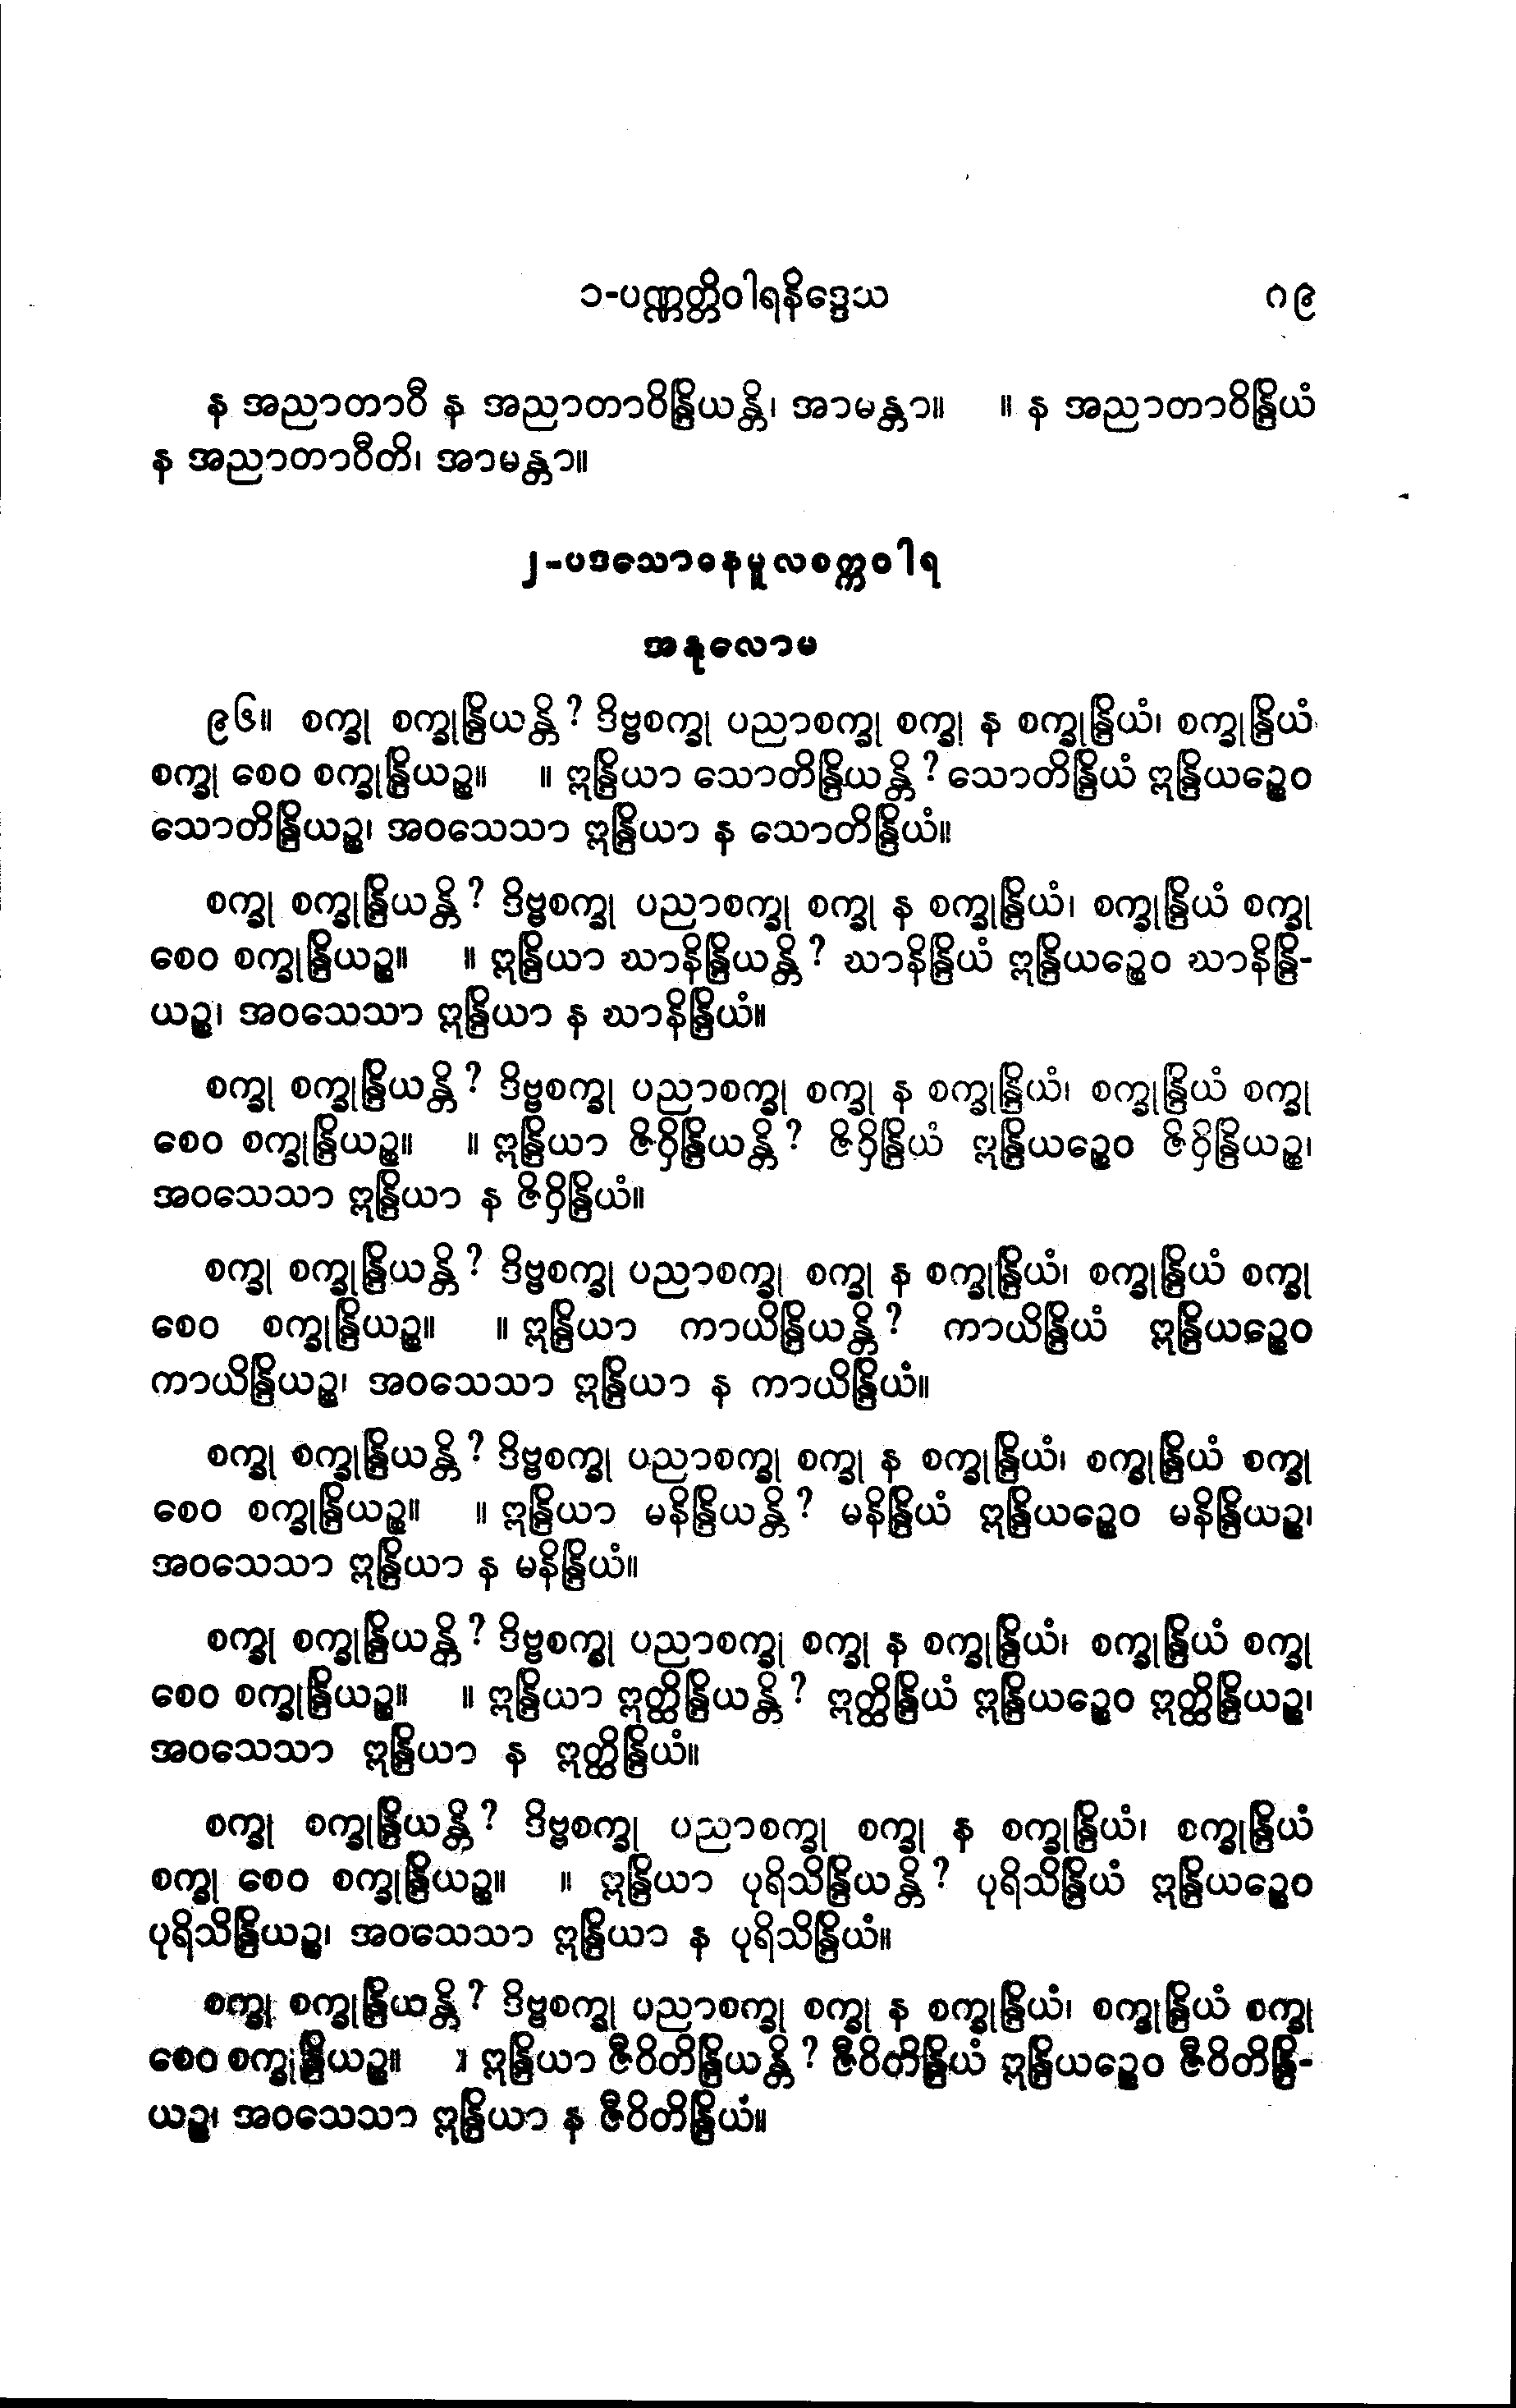 ၁-ပဏ္ဏတ္တိဝါရနိဒ္ဒေသ ၈၉
န အညာတာဝီ န အညာတာဝိန္ဒြိယန္တိ၊ အာမန္တာ။ ။ န အညာတာဝိန္ဒြိယံ
န အညာတာဝီတိ၊ အာမန္တာ။
၂-ပဒသောဓနမူလစက္ကဝါရ
အနုလောမ
၉၆။ စက္ခု စက္ခုန္ဒြိယန္တိ? ဒိဗ္ဗစက္ခု ပညာစက္ခု စက္ခု န စက္ခုန္ဒြိယံ၊ စက္ခုန္ဒြိယံ
စက္ခု စေဝ စက္ခုန္ဒြိယဉ္စ။ ။ ဣန္ဒြိယာ သောတိန္ဒြိယန္တိ? သောတိန္ဒြိယံ ဣန္ဒြိယဉ္စေဝ
သောတိန္ဒြိယဉ္စ၊ အဝသေသာ ဣန္ဒြိယာ န သောတိန္ဒြိယံ။
စက္ခု စက္ခုန္ဒြိယန္တိ? ဒိဗ္ဗစက္ခု ပညာစက္ခု စက္ခု န စက္ခုန္ဒြိယံ၊ စက္ခုန္ဒြိယံ စက္ခု
စေဝ စက္ခုန္ဒြိယဉ္စ။ ။ ဣန္ဒြိယာ ဃာနိန္ဒြိယန္တိ? ဃာနိန္ဒြိယံ ဣန္ဒြိယဉ္စေဝ ဃာနိန္ဒြိ-
ယဉ္စ၊ အဝသေသာ ဣန္ဒြိယာ န ဃာနိန္ဒြိယံ။
စက္ခု စက္ခုန္ဒြိယန္တိ? ဒိဗ္ဗစက္ခု ပညာစက္ခု စက္ခု န စက္ခုန္ဒြိယံ၊ စက္ခုန္ဒြိယံ စက္ခု
စေဝ စက္ခုန္ဒြိယဉ္စ။ ။ ဣန္ဒြိယာ ဇိဝှိန္ဒြိယန္တိ? ဇိဝှိန္ဒြိယံ ဣန္ဒြိယဉ္စေဝ ဇိဝှိန္ဒြိယဉ္စ၊
အဝသေသာ ဣန္ဒြိယာ န ဇိဝှိန္ဒြိယံ။
စက္ခု စက္ခုန္ဒြိယန္တိ? ဒိဗ္ဗစက္ခု ပညာစက္ခု စက္ခု န စက္ခုန္ဒြိယံ၊ စက္ခုန္ဒြိယံ စက္ခု
စေဝ စက္ခုန္ဒြိယဉ္စ။ ။ ဣန္ဒြိယာ ကာယိန္ဒြိယန္တိ? ကာယိန္ဒြိယံ ဣန္ဒြိယဉ္စေဝ
ကာယိန္ဒြိယဉ္စ၊ အဝသေသာ ဣန္ဒြိယာ န ကာယိန္ဒြိယံ။
စက္ခု စက္ခုန္ဒြိယန္တိ? ဒိဗ္ဗစက္ခု ပညာစက္ခု စက္ခု န စက္ခုန္ဒြိယံ၊ စက္ခုန္ဒြိယံ စက္ခု
စေဝ စက္ခုန္ဒြိယဉ္စ။ ။ ဣန္ဒြိယာ မနိန္ဒြိယန္တိ? မနိန္ဒြိယံ ဣန္ဒြိယဉ္စေဝ မနိန္ဒြိယဉ္စ၊
အဝသေသာ ဣန္ဒြိယာ န မနိန္ဒြိယံ။
စက္ခု စက္ခုန္ဒြိယန္တိ? ဒိဗ္ဗစက္ခု ပညာစက္ခု စက္ခု န စက္ခုန္ဒြိယံ၊ စက္ခုန္ဒြိယံ စက္ခု
စေဝ စက္ခုန္ဒြိယဉ္စ။ ။ ဣန္ဒြိယာ ဣတ္ထိန္ဒြိယန္တိ? ဣတ္ထိန္ဒြိယံ ဣန္ဒြိယဉ္စေဝ ဣတ္ထိန္ဒြိယဉ္စ၊
အဝသေသာ ဣန္ဒြိယာ န ဣတ္ထိန္ဒြိယံ။
စက္ခု စက္ခုန္ဒြိယန္တိ? ဒိဗ္ဗစက္ခု ပညာစက္ခု စက္ခု န စက္ခုန္ဒြိယံ၊ စက္ခုန္ဒြိယံ
စက္ခု စေဝ စက္ခုန္ဒြိယဉ္စ။ ။ ဣန္ဒြိယာ ပုရိသိန္ဒြိယန္တိ? ပုရိသိန္ဒြိယံ ဣန္ဒြိယဉ္စေဝ
ပုရိသိန္ဒြိယဉ္စ၊ အဝသေသာ ဣန္ဒြိယာ န ပုရိသိန္ဒြိယံ။
စက္ခု စက္ခုန္ဒြိယန္တိ? ဒိဗ္ဗစက္ခု ပညာစက္ခု စက္ခု န စက္ခုန္ဒြိယံ၊ စက္ခုန္ဒြိယံ စက္ခု
စေဝ စက္ခုန္ဒြိယဉ္စ။ ။ ဣန္ဒြိယာ ဇီဝိတိန္ဒြိယန္တိ? ဇီဝိတိန္ဒြိယံ ဣန္ဒြိယဉ္စေဝ ဇီဝိတိန္ဒြိ-
ယဉ္စ၊ အဝသေသာ ဣန္ဒြိယာ န ဇီဝိတိန္ဒြိယံ။